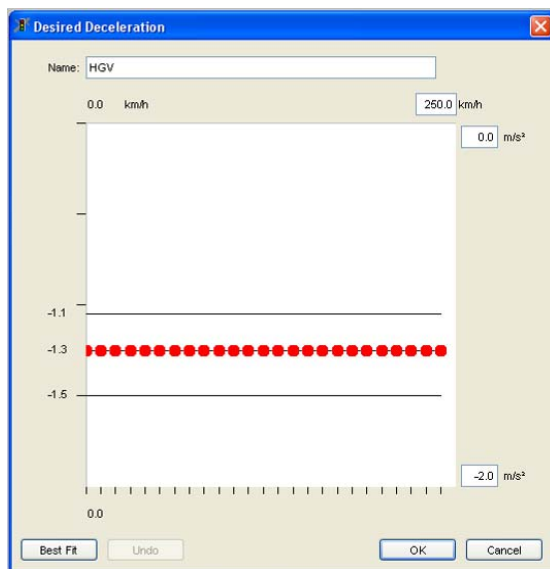 Desired Deceleration
Name: HGV
0.0 km/h 250.0 km/h
0.0 m/s²
-1.1
-1.3
-1.5
-2.0 m/s²
0.0
Best Fit Undo OK Cancel